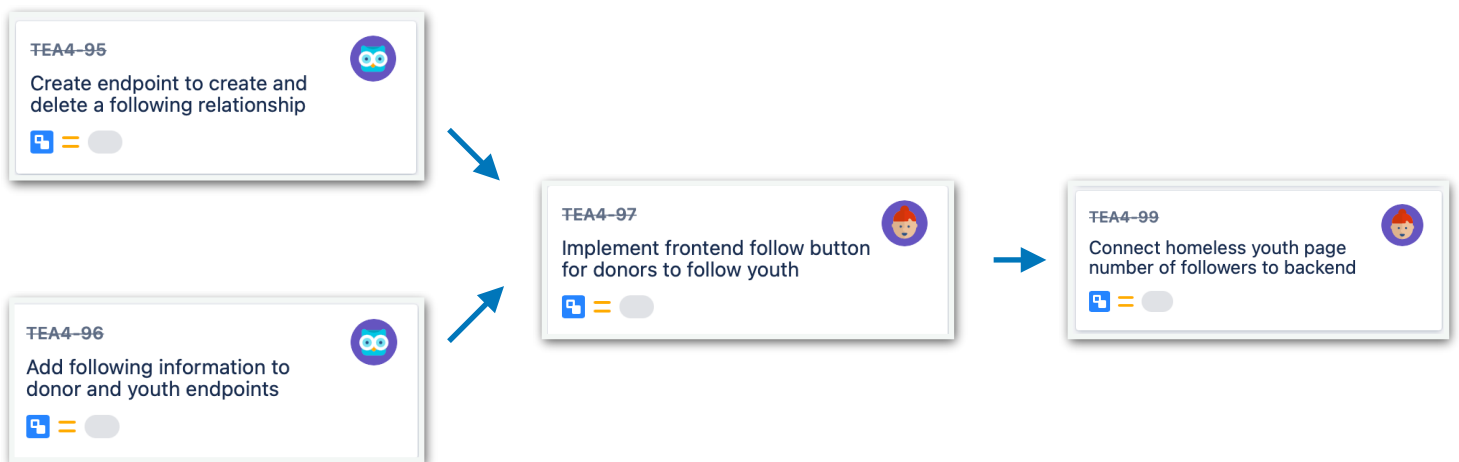 TEA4-95
Create endpoint to create and
delete a following relationship
TEA4-96
Add following information to
donor and youth endpoints
TEA4-97
Implement frontend follow button
for donors to follow youth
TEA4-99
Connect homeless youth page
number of followers to backend